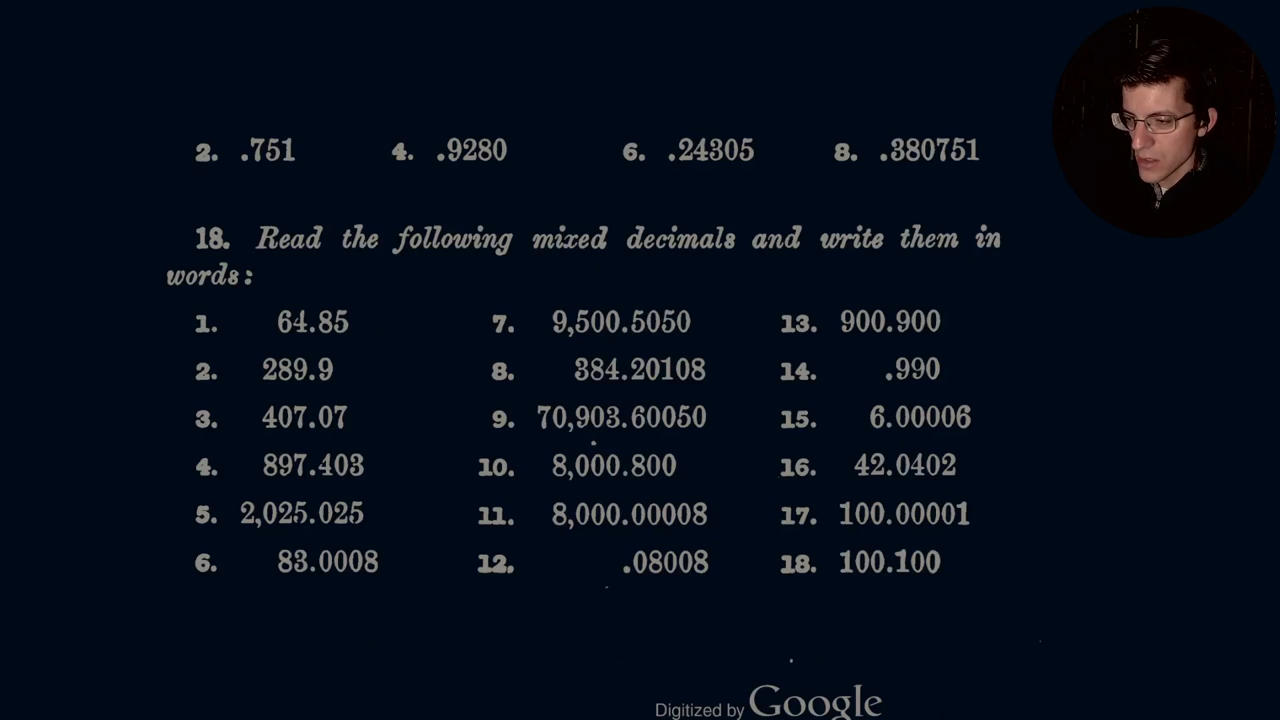 2. .751 4. .9280 6. .24305 8. .380751
18. Read the following mixed decimals and write them in
words:
1. 64.85 7. 9,500.5050 13. 900.900
2. 289.9 8. 384.20108 14. .990
3. 407.07 9. 70,903.60050 15. 6.00006
4. 897.403 10. 8,000.800 16. 42.0402
5. 2,025.025 11. 8,000.00008 17. 100.00001
6. 83.0008 12. .08008 18. 100.100
Digitized by Google